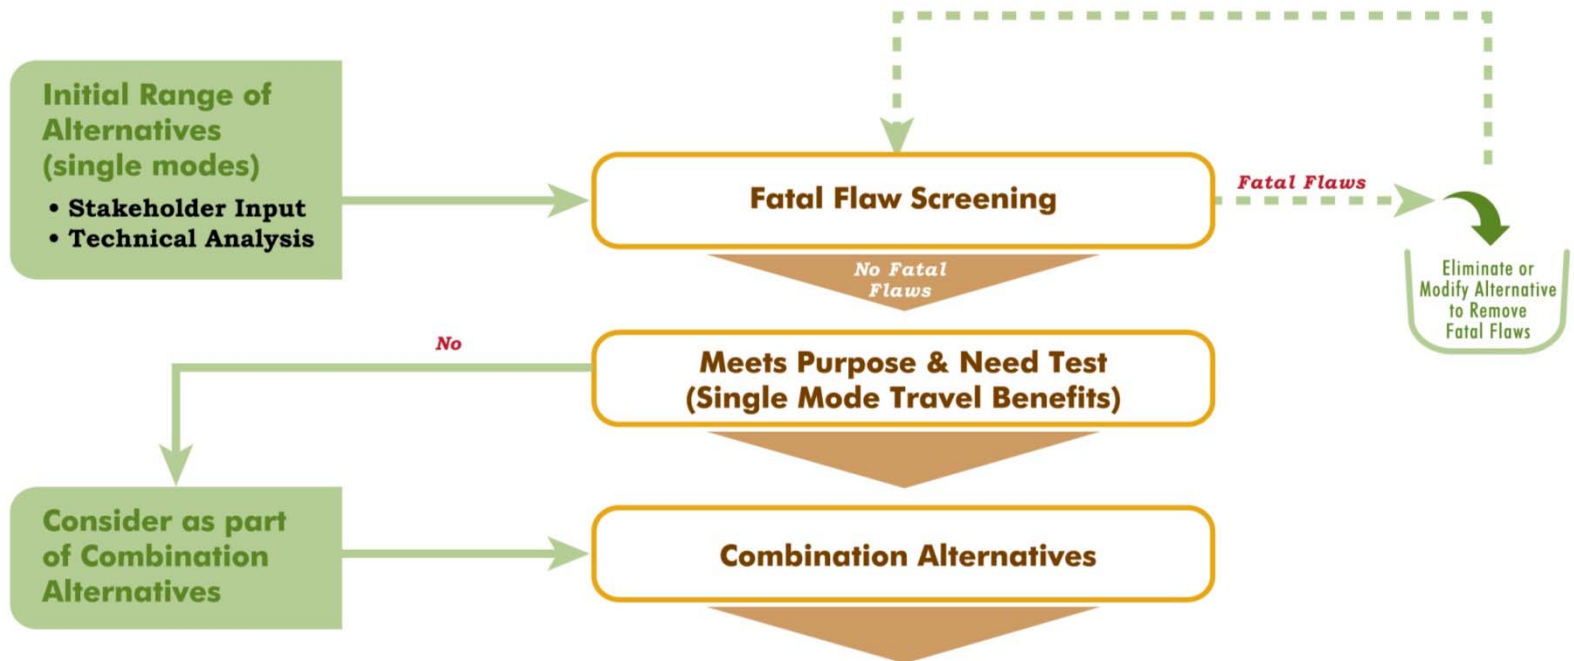 Initial Range of
Alternatives
(single modes)
• Stakeholder Input
• Technical Analysis
Fatal Flaw Screening
Fatal Flaws
Eliminate or
Modify Alternative
to Remove
Fatal Flaws
No Fatal
Flaws
No
Meets Purpose & Need Test
(Single Mode Travel Benefits)
Consider as part
of Combination
Alternatives
Combination Alternatives